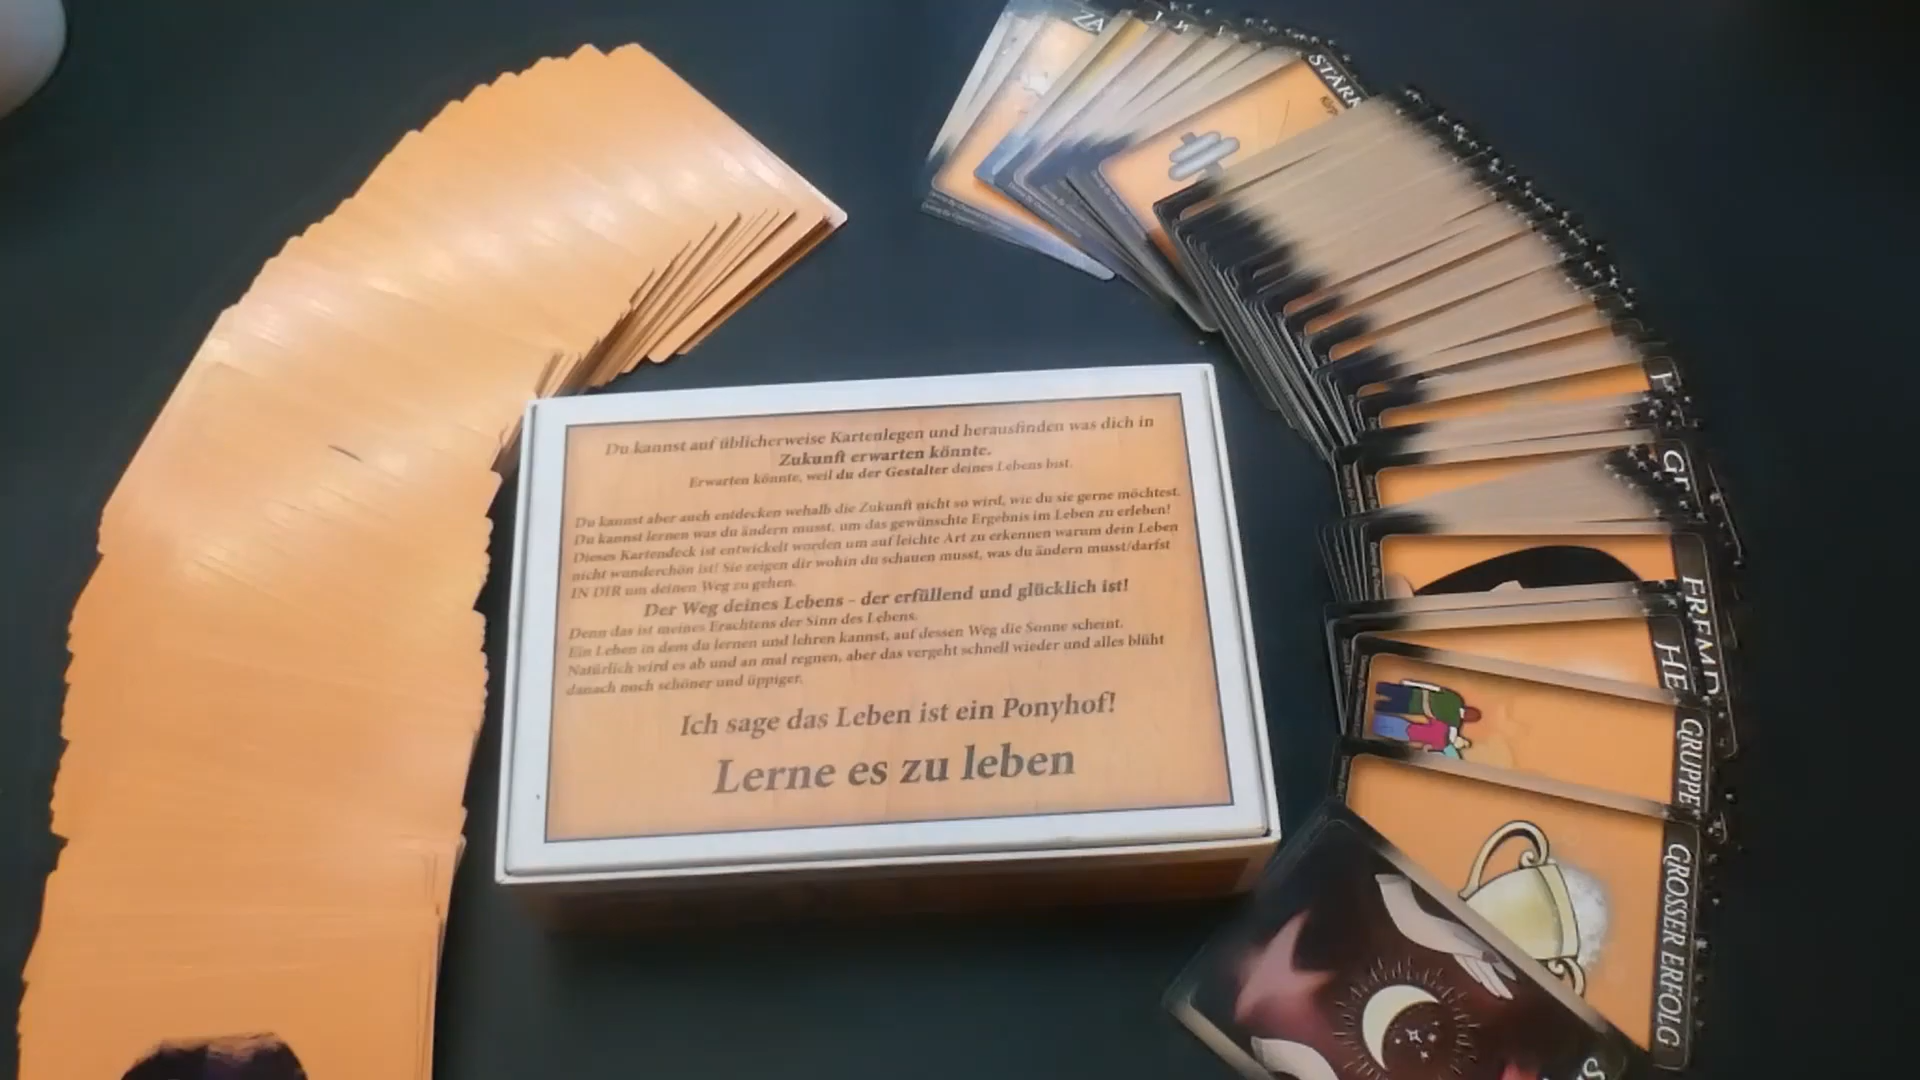 Du kannst auf üblicherweise Kartenlegen und herausfinden was dich in
Zukunft erwarten könnte.
Erwarten könnte, weil du der Gestalter deines Lebens bist.
Du kannst aber auch entdecken wehalb die Zukunft nicht so wird, wie du sie gerne möchtest.
Du kannst lernen was du ändern musst, um das gewünschte Ergebnis im Leben zu erleben!
Dieses Kartendeck ist entwickelt worden um auf leichte Art zu erkennen warum dein Leben
nicht wunderchön ist! Sie zeigen dir wohin du schauen musst, was du ändern musst/darfst
IN DIR um deinen Weg zu gehen.
Der Weg deines Lebens - der erfüllend und glücklich ist!
Denn das ist meines Erachtens der Sinn des Lebens.
Ein Leben in dem du lernen und lehren kannst, auf dessen Weg die Sonne scheint.
Natürlich wird es ab und an mal regnen, aber das vergeht schnell wieder und alles blüht
danach noch schöner und üppiger.
Ich sage das Leben ist ein Ponyhof!
Lerne es zu leben
ZA
STÄRK
GR
FREMD
HE
GRUPPE
GROSSER ERFOLG